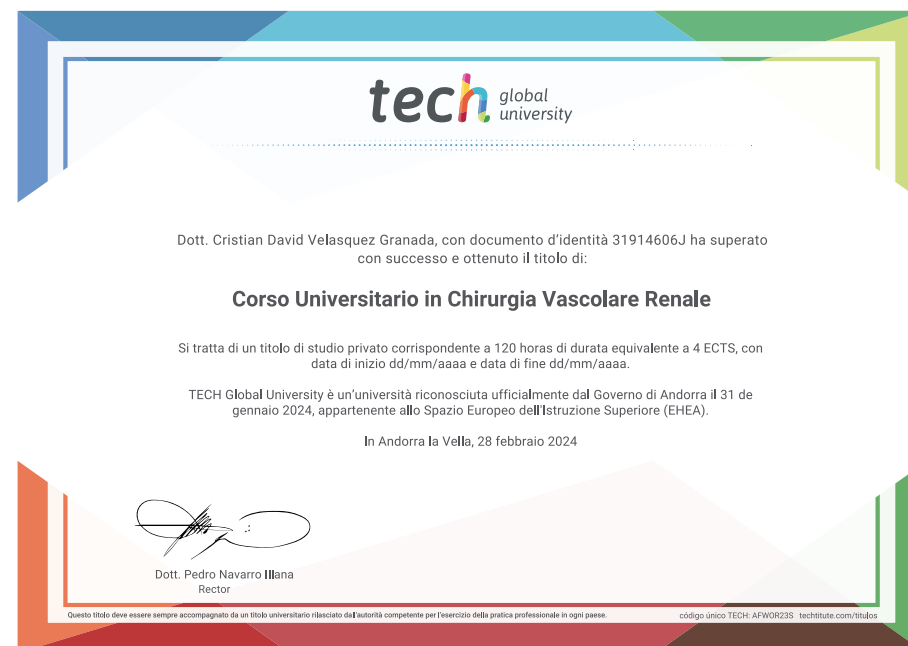 tech global university
Dott. Cristian David Velasquez Granada, con documento d'identità 31914606J ha superato
con successo e ottenuto il titolo di:
Corso Universitario in Chirurgia Vascolare Renale
Si tratta di un titolo di studio privato corrispondente a 120 horas di durata equivalente a 4 ECTS, con
data di inizio dd/mm/aaaa e data di fine dd/mm/aaaa.
TECH Global University è un'università riconosciuta ufficialmente dal Governo di Andorra il 31 de
gennaio 2024, appartenente allo Spazio Europeo dell'Istruzione Superiore (EHEA).
In Andorra la Vella, 28 febbraio 2024
Dott. Pedro Navarro Illana
Rector
Questo titolo deve essere sempre accompagnato da un titolo universitario rilasciato dall'autorità competente per l'esercizio della pratica professionale in ogni paese.
código único TECH: AFWOR23S techtitute.com/titulos